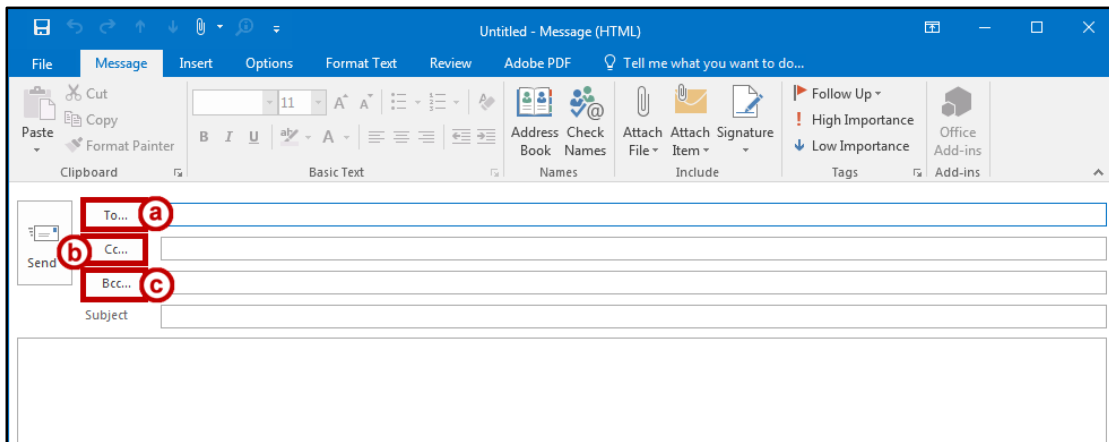 Untitled - Message (HTML)
File Message Insert Options Format Text Review Adobe PDF Tell me what you want to do...
Paste
Cut
Copy
Format Painter
Clipboard
11
A A
B I U aby A
Basic Text
Address Book
Check Names
Names
Attach File
Attach Item
Signature
Include
Follow Up
! High Importance
Low Importance
Tags
Office Add-ins
Add-ins
Send
To... a
b Cc...
Bcc... c
Subject